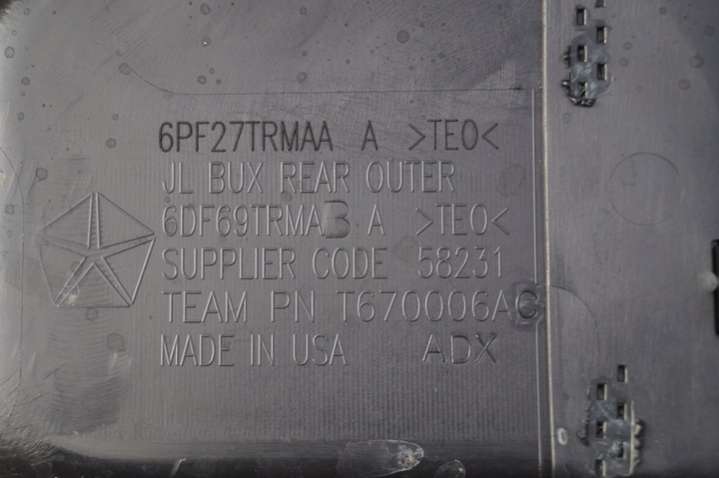 6PF27TRMAA A >TEO<
JL BUX REAR OUTER
6DF69TRMAB A >TEO<
SUPPLIER CODE 58231
TEAM PN T670006AC
MADE IN USA ADX